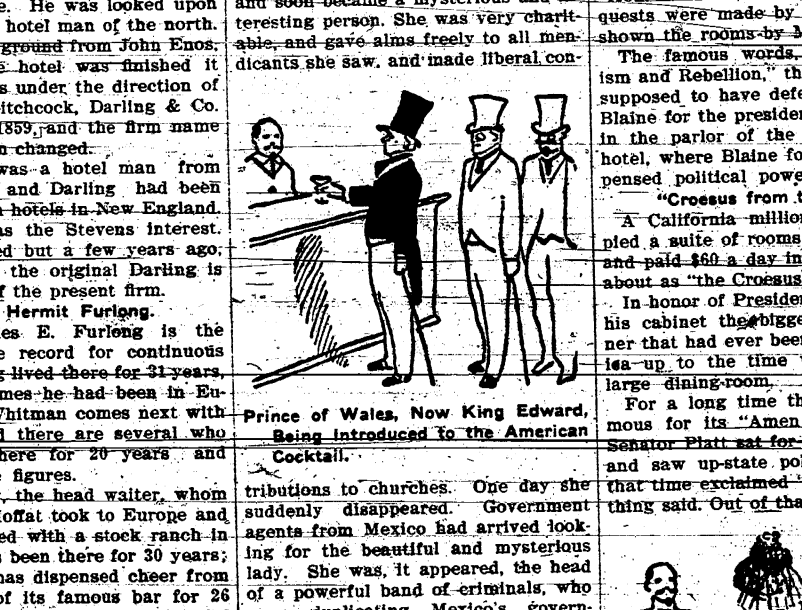 e. He was looked upon
hotel man of the north.
ground from John Enos,
e hotel was finished it
s under the direction of
itchcock, Darling & Co.
1859, and the firm name
n changed.
was a hotel man from
and Darling had been
n hotels in New England.
as the Stevens interest.
ed but a few years ago,
the original Darling is
f the present firm.
Hermit Furlong.
es E. Furlong is the
e record for continuous
g lived there for 31 years,
mes he had been in Eu-
Whitman comes next with
d there are several who
here for 20 years and
e figures.
, the head waiter, whom
Moffat took to Europe and
ed with a stock ranch in
s been there for 30 years;
has dispensed cheer from
of its famous bar for 26
and soon became a mysterious and
teresting person. She was very charit-
able, and gave alms freely to all men-
dicants she saw, and made liberal con-
Prince of Wales, Now King Edward,
Being Introduced to the American
Cocktail.
tributions to churches. One day she
suddenly disappeared. Government
agents from Mexico had arrived look-
ing for the beautiful and mysterious
lady. She was, it appeared, the head
of a powerful band of criminals, who
duplicating Mexico's govern-
quests were made by
shown the rooms by M
The famous words,
ism and Rebellion," th
supposed to have defe
Blaine for the presiden
in the parlor of the
hotel, where Blaine fo
pensed political powe
"Croesus from t
A California million
pied a suite of rooms
and paid $60 a day in
about as "the Croesus
In honor of Presiden
his cabinet the bigge
ner that had ever been
ica up to the time
large dining-room,
For a long time th
mous for its "Amen
Senator Platt sat for
and saw up-state po
that time exclaimed
thing said. Out of tha